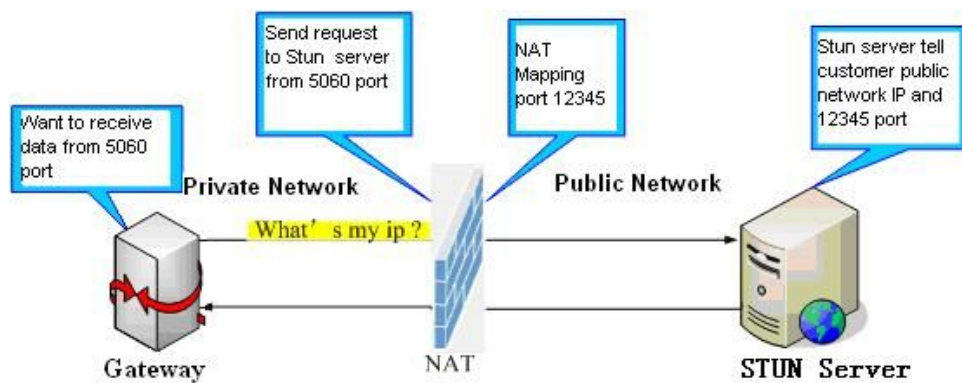 Send request
to Stun server
from 5060 port
NAT
Mapping
port 12345
Stun server tell
customer public
network IP and
12345 port
Want to receive
data from 5060
port
Private Network
Public Network
What's my ip ?
Gateway
NAT
STUN Server